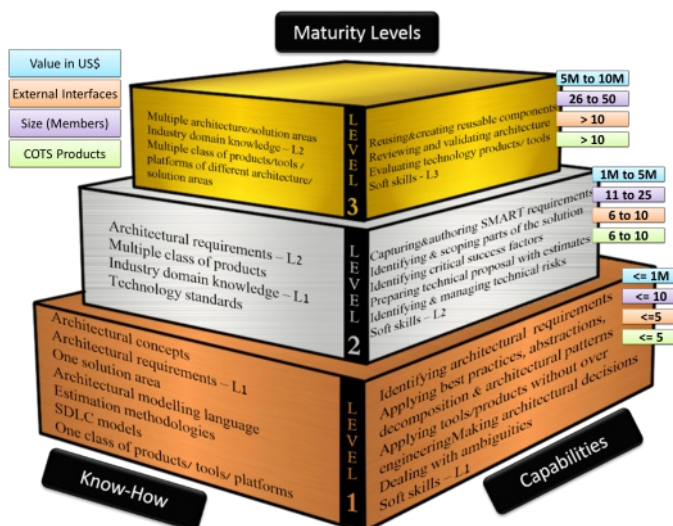 Maturity Levels
Value in US$
External Interfaces
Size (Members)
COTS Products
5M to 10M
26 to 50
> 10
> 10
Multiple architecture/solution areas
Industry domain knowledge – L2
Multiple class of products/tools /
platforms of different architecture/
solution areas
LEVEL
3
Reusing&creating reusable components
Reviewing and validating architecture
Evaluating technology products/ tools
Soft skills - L3
1M to 5M
11 to 25
6 to 10
6 to 10
Architectural requirements – L2
Multiple class of products
Industry domain knowledge – L1
Technology standards
LEVEL
2
Capturing&authoring SMART requirements
Identifying & scoping parts of the solution
Identifying critical success factors
Preparing technical proposal with estimates
Identifying & managing technical risks
Soft skills – L2
<= 1M
<= 10
<=5
<= 5
Architectural concepts
Architectural requirements – L1
One solution area
Architectural modelling language
Estimation methodologies
SDLC models
One class of products/ tools/ platforms
LEVEL
1
Identifying architectural requirements
Applying best practices, abstractions,
decomposition & architectural patterns
Applying tools/products without over
engineeringMaking architectural decisions
Dealing with ambiguities
Soft skills – L1
Know-How
Capabilities